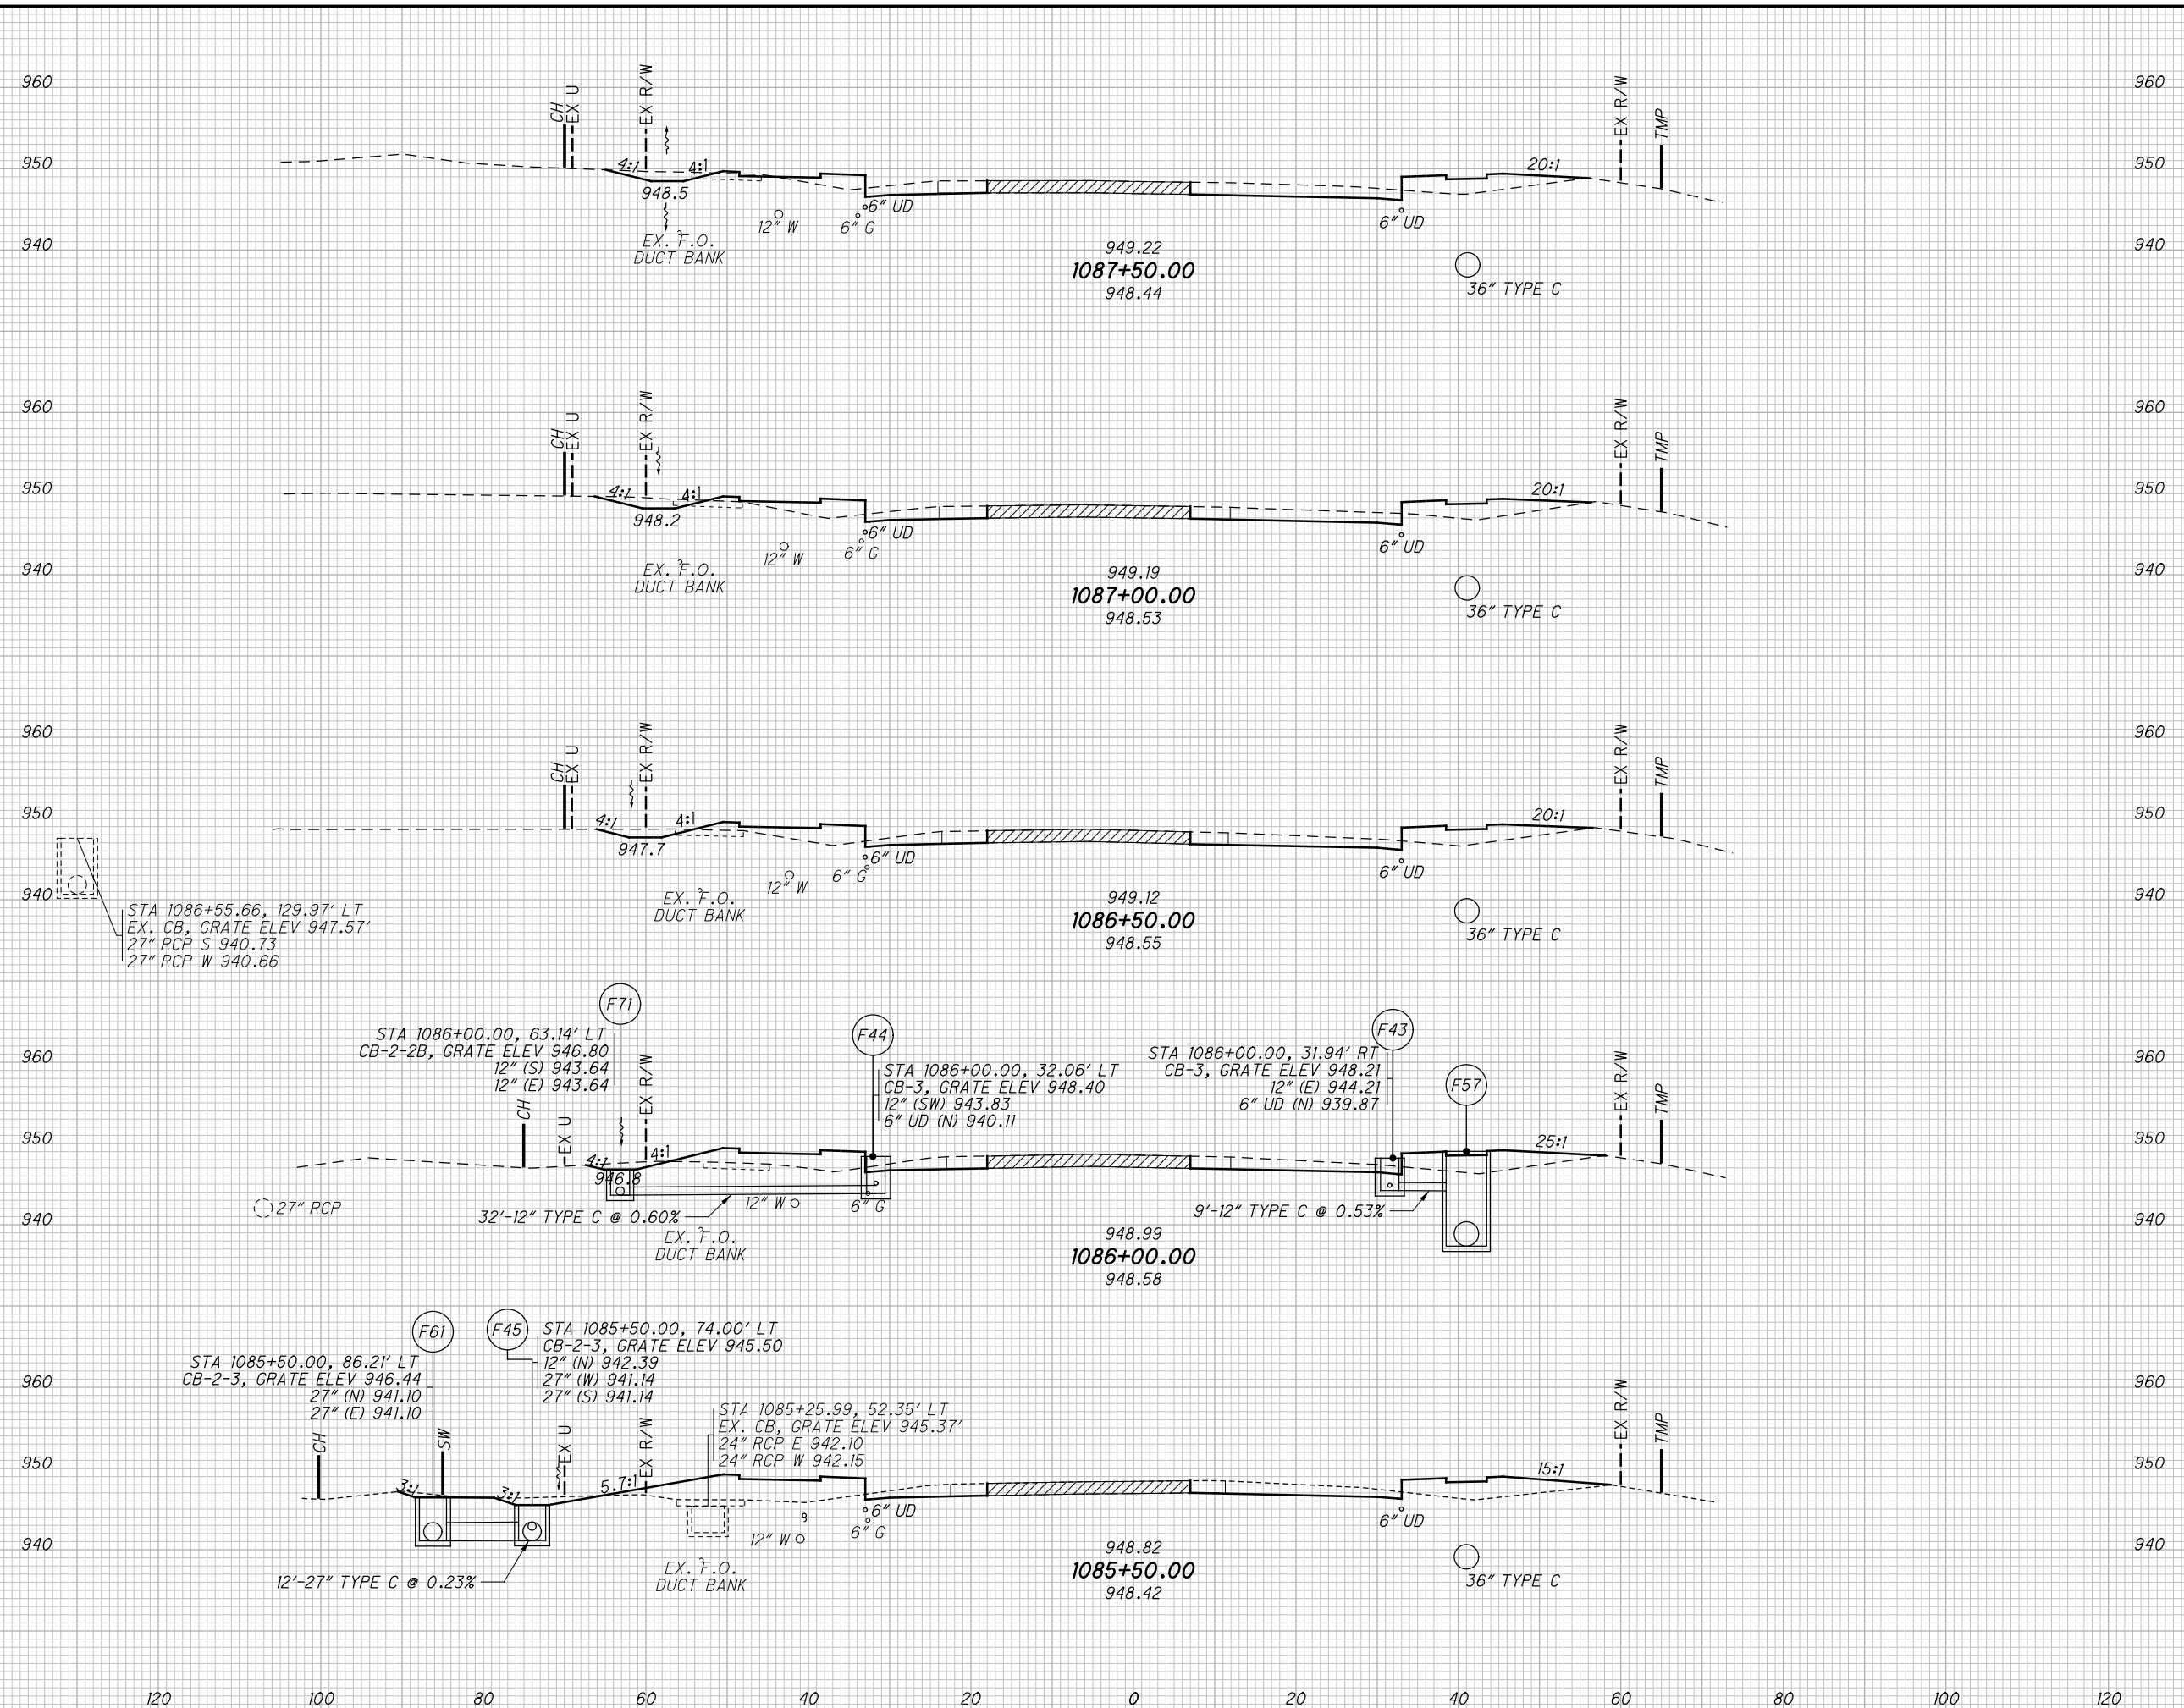 960
960
CH
EX U
EX R/W
EX R/W
TMP
950
950
4:1
4:1
20:1
948.5
6" UD
12" W
6" G
6" UD
EX. F.O.
DUCT BANK
940
940
949.22
1087+50.00
948.44
36" TYPE C
960
960
CH
EX U
EX R/W
EX R/W
TMP
950
950
4:1
4:1
20:1
948.2
6" UD
12" W
6" G
6" UD
EX. F.O.
DUCT BANK
940
940
949.19
1087+00.00
948.53
36" TYPE C
960
960
CH
EX U
EX R/W
EX R/W
TMP
950
950
4:1
4:1
20:1
947.7
6" UD
12" W
6" G
6" UD
EX. F.O.
DUCT BANK
940
940
949.12
1086+50.00
948.55
36" TYPE C
STA 1086+55.66, 129.97' LT
EX. CB, GRATE ELEV 947.57'
27" RCP S 940.73
27" RCP W 940.66
F71
STA 1086+00.00, 63.14' LT
CB-2-2B, GRATE ELEV 946.80
12" (S) 943.64
12" (E) 943.64
F44
STA 1086+00.00, 32.06' LT
CB-3, GRATE ELEV 948.40
12" (SW) 943.83
6" UD (N) 940.11
F43
STA 1086+00.00, 31.94' RT
CB-3, GRATE ELEV 948.21
12" (E) 944.21
6" UD (N) 939.87
F57
960
960
CH
EX U
EX R/W
EX R/W
TMP
950
950
4:1
4:1
25:1
946.8
27" RCP
12" W
6" G
32'-12" TYPE C @ 0.60%
9'-12" TYPE C @ 0.53%
EX. F.O.
DUCT BANK
940
940
948.99
1086+00.00
948.58
F61
STA 1085+50.00, 86.21' LT
CB-2-3, GRATE ELEV 946.44
27" (N) 941.10
27" (E) 941.10
F45
STA 1085+50.00, 74.00' LT
CB-2-3, GRATE ELEV 945.50
12" (N) 942.39
27" (W) 941.14
27" (S) 941.14
STA 1085+25.99, 52.35' LT
EX. CB, GRATE ELEV 945.37'
24" RCP E 942.10
24" RCP W 942.15
960
960
CH
SW
EX U
EX R/W
EX R/W
TMP
950
950
3:1
3:1
5.7:1
15:1
6" UD
12" W
6" G
6" UD
12'-27" TYPE C @ 0.23%
EX. F.O.
DUCT BANK
940
940
948.82
1085+50.00
948.42
36" TYPE C
120 100 80 60 40 20 0 20 40 60 80 100 120